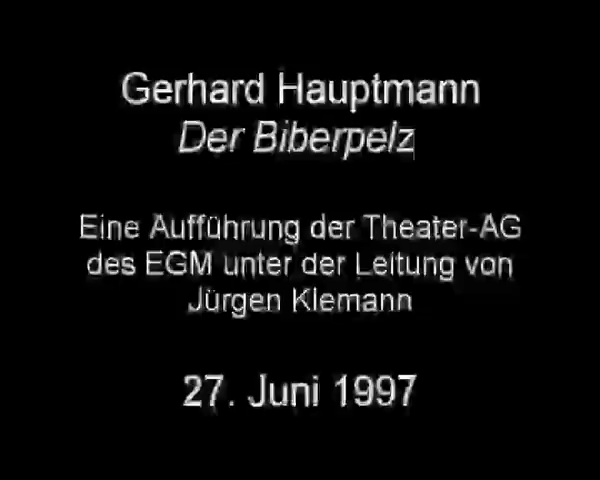 Gerhard Hauptmann
Der Biberpelz
Eine Aufführung der Theater-AG
des EGM unter der Leitung von
Jürgen Klemann
27. Juni 1997